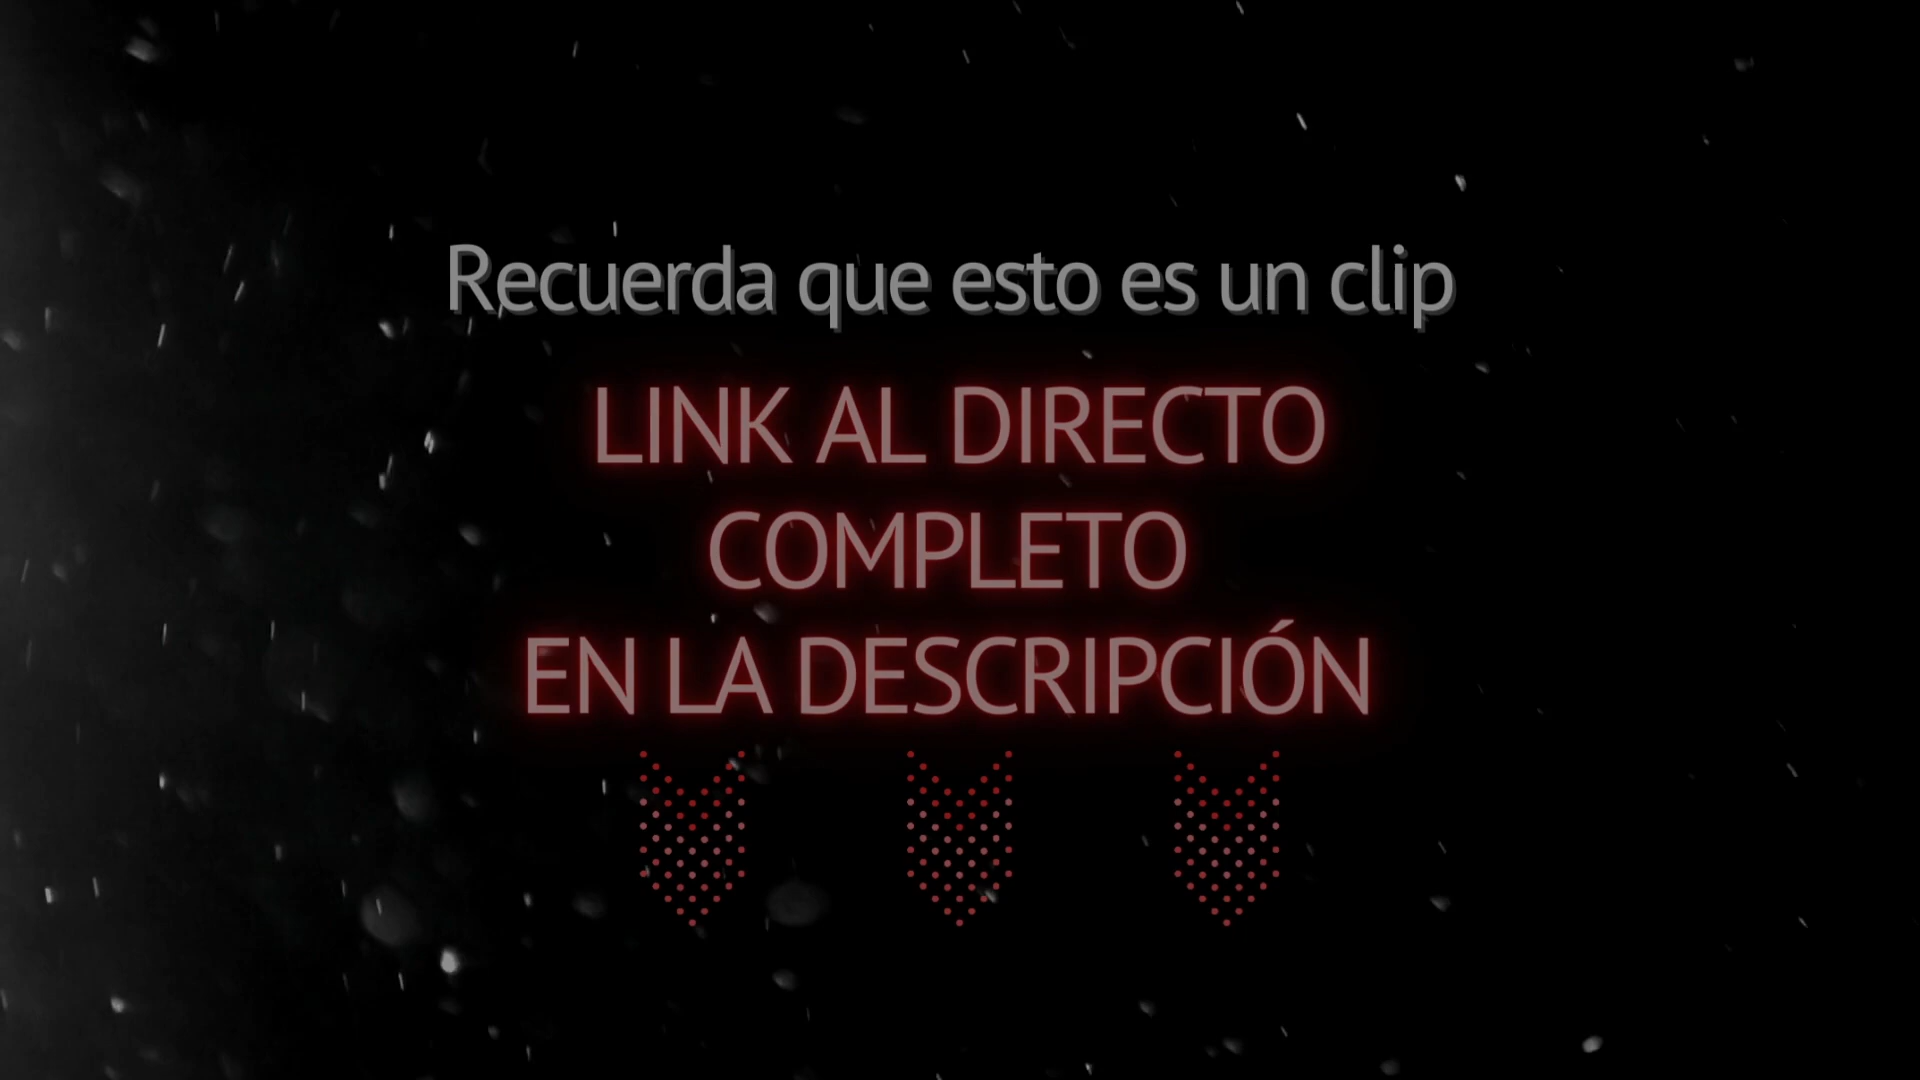 Recuerda que esto es un clip
LINK AL DIRECTO
COMPLETO
EN LA DESCRIPCIÓN